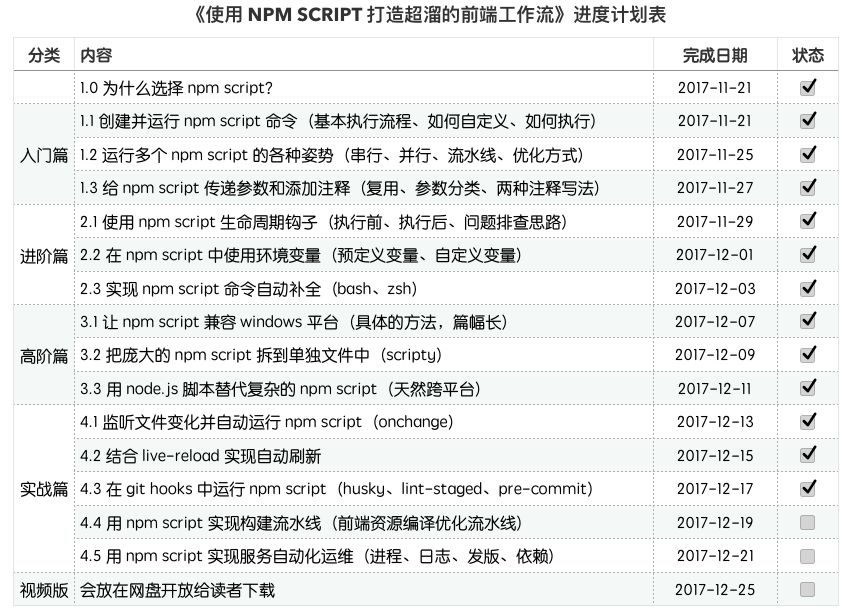 《使用 NPM SCRIPT 打造超溜的前端工作流》进度计划表
分类 内容 完成日期 状态
1.0 为什么选择 npm script? 2017-11-21
1.1 创建并运行 npm script 命令（基本执行流程、如何自定义、如何执行） 2017-11-21
入门篇 1.2 运行多个 npm script 的各种姿势（串行、并行、流水线、优化方式） 2017-11-25
1.3 给 npm script 传递参数和添加注释（复用、参数分类、两种注释写法） 2017-11-27
2.1 使用 npm script 生命周期钩子（执行前、执行后、问题排查思路） 2017-11-29
进阶篇 2.2 在 npm script 中使用环境变量（预定义变量、自定义变量） 2017-12-01
2.3 实现 npm script 命令自动补全（bash、zsh） 2017-12-03
3.1 让 npm script 兼容 windows 平台（具体的方法，篇幅长） 2017-12-07
高阶篇 3.2 把庞大的 npm script 拆到单独文件中（scripty） 2017-12-09
3.3 用 node.js 脚本替代复杂的 npm script（天然跨平台） 2017-12-11
4.1 监听文件变化并自动运行 npm script（onchange） 2017-12-13
4.2 结合 live-reload 实现自动刷新 2017-12-15
实战篇 4.3 在 git hooks 中运行 npm script（husky、lint-staged、pre-commit） 2017-12-17
4.4 用 npm script 实现构建流水线（前端资源编译优化流水线） 2017-12-19
4.5 用 npm script 实现服务自动化运维（进程、日志、发版、依赖） 2017-12-21
视频版 会放在网盘开放给读者下载 2017-12-25